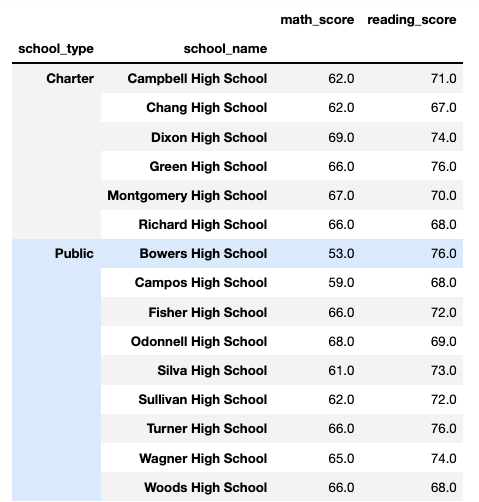 math_score reading_score
school_type school_name
Charter Campbell High School 62.0 71.0
Chang High School 62.0 67.0
Dixon High School 69.0 74.0
Green High School 66.0 76.0
Montgomery High School 67.0 70.0
Richard High School 66.0 68.0
Public Bowers High School 53.0 76.0
Campos High School 59.0 68.0
Fisher High School 66.0 72.0
Odonnell High School 68.0 69.0
Silva High School 61.0 73.0
Sullivan High School 62.0 72.0
Turner High School 66.0 76.0
Wagner High School 65.0 74.0
Woods High School 66.0 68.0